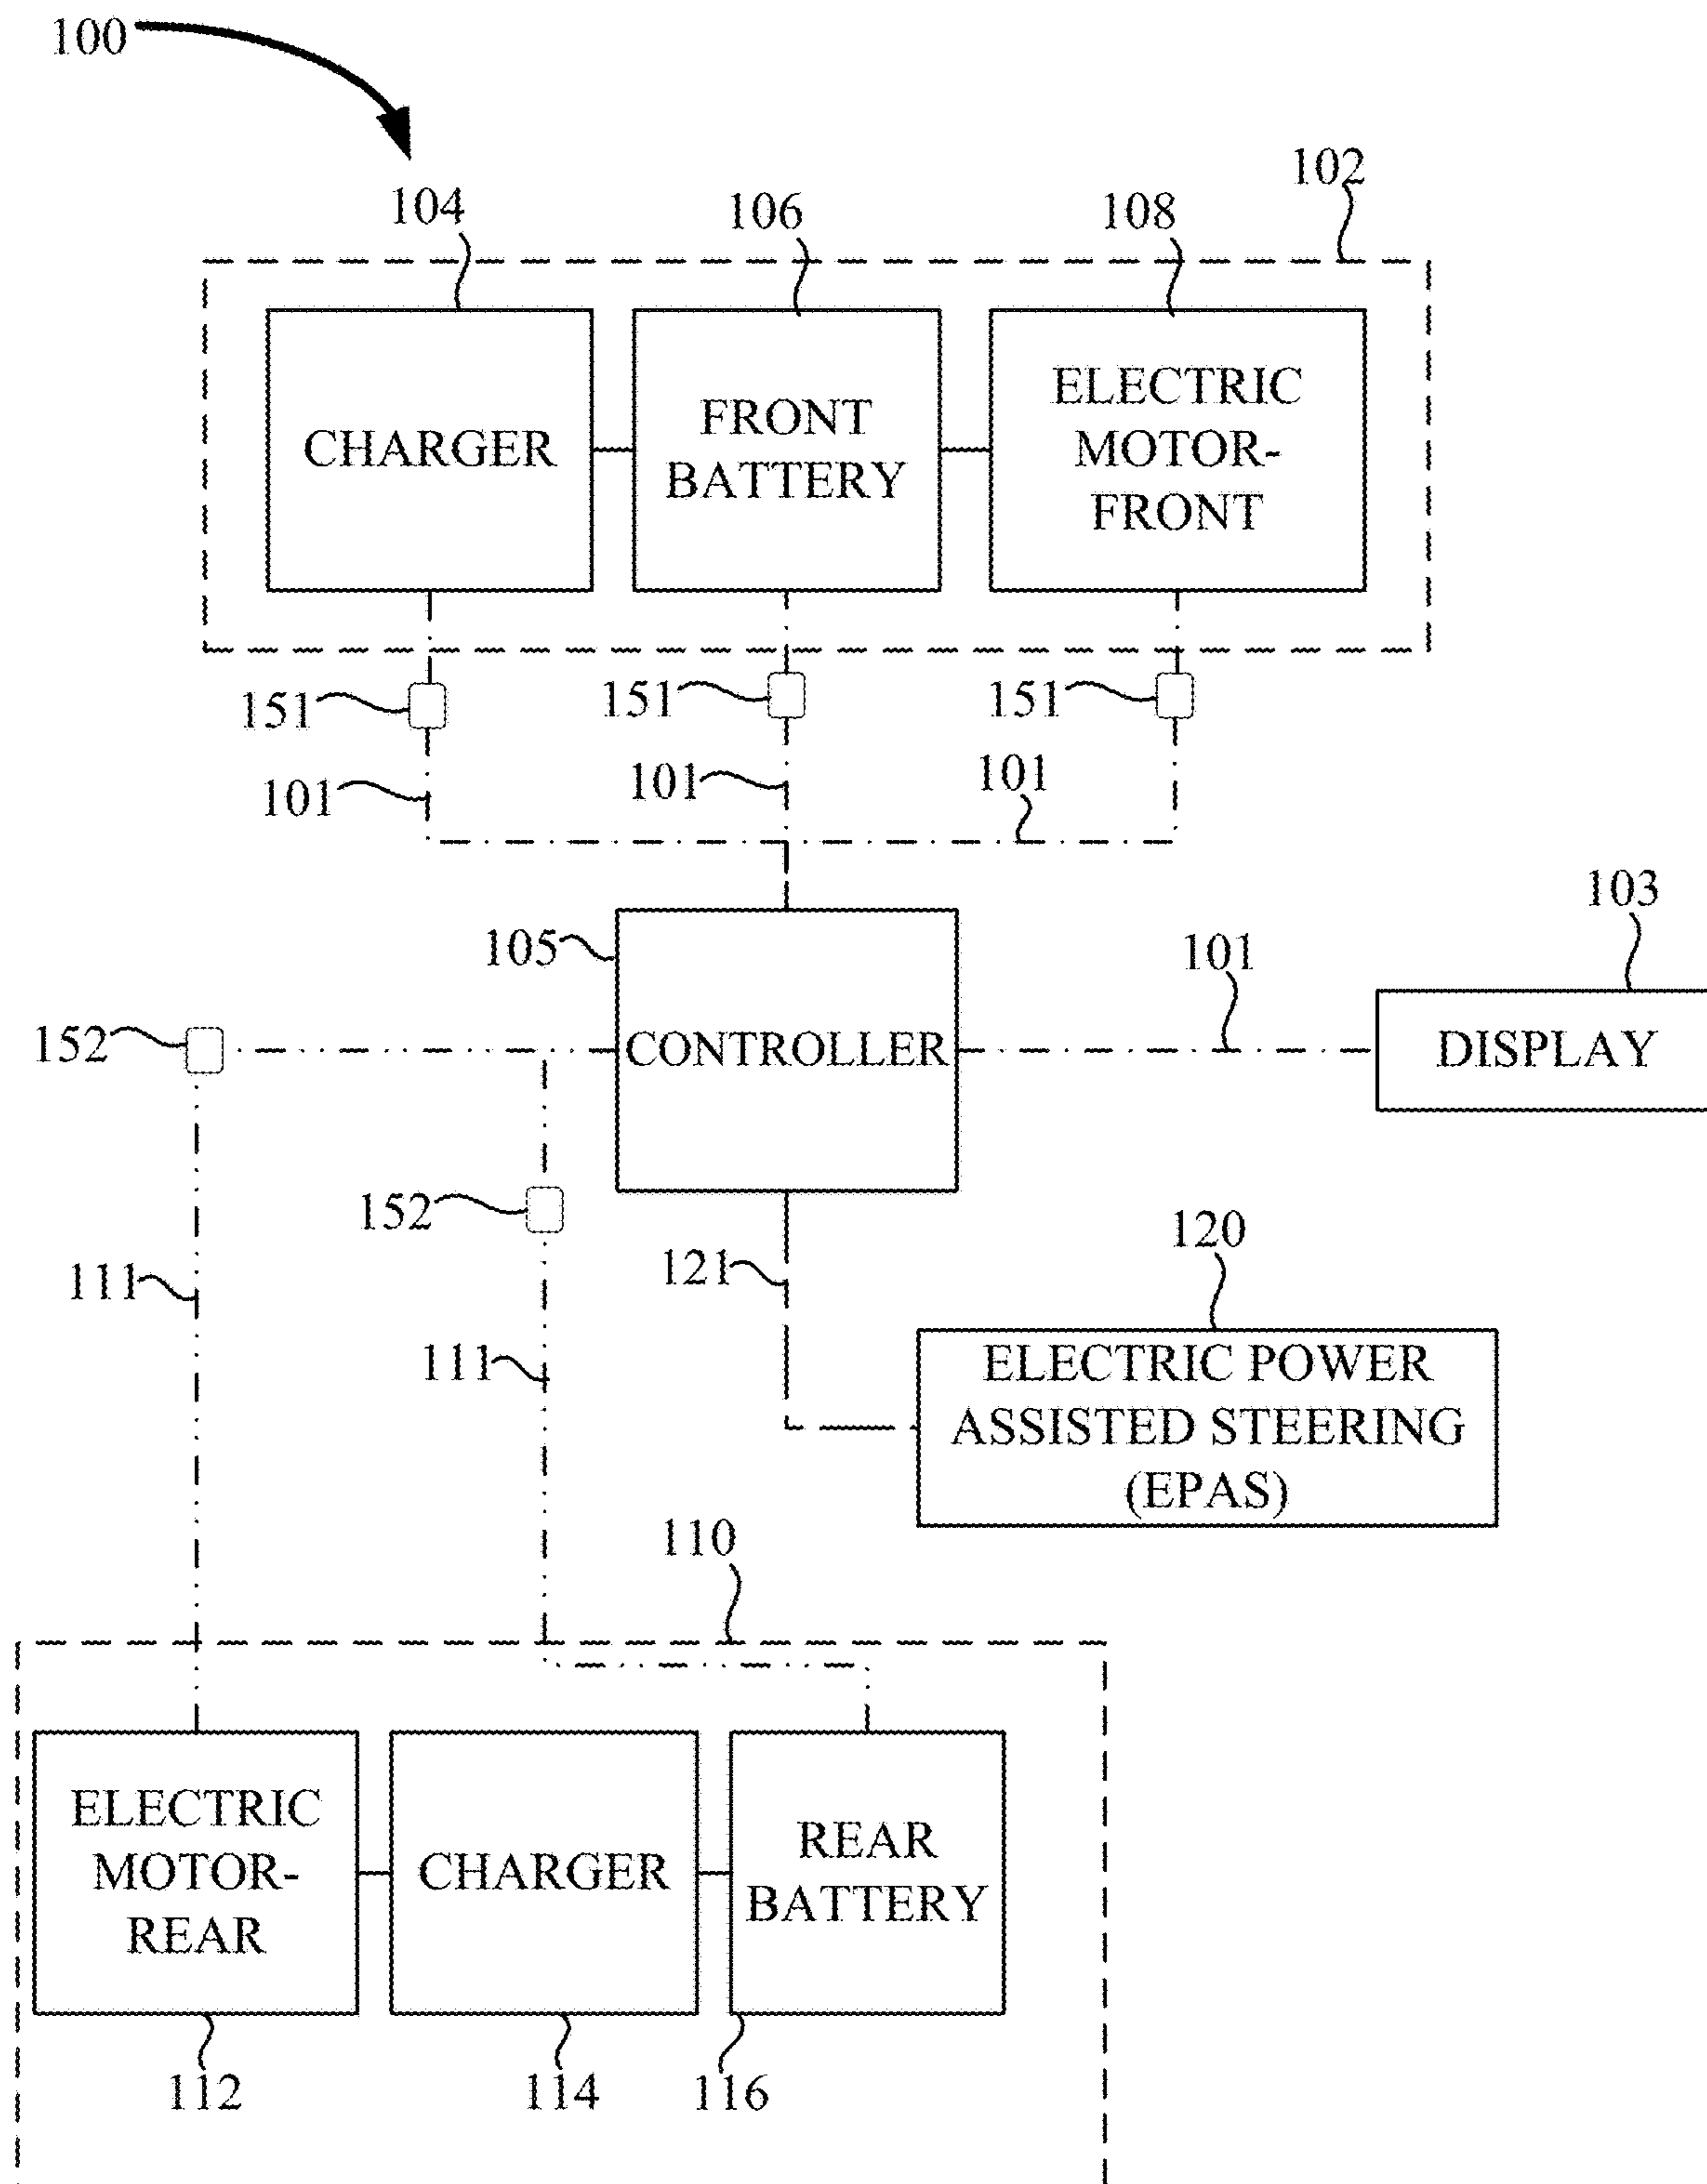 100
102
104
106
108
CHARGER
FRONT
BATTERY
ELECTRIC
MOTOR-
FRONT
151
151
151
101
101
101
103
105
101
152
CONTROLLER
DISPLAY
152
120
121
111
111
ELECTRIC POWER
ASSISTED STEERING
(EPAS)
110
ELECTRIC
MOTOR-
REAR
CHARGER
REAR
BATTERY
112
114
116